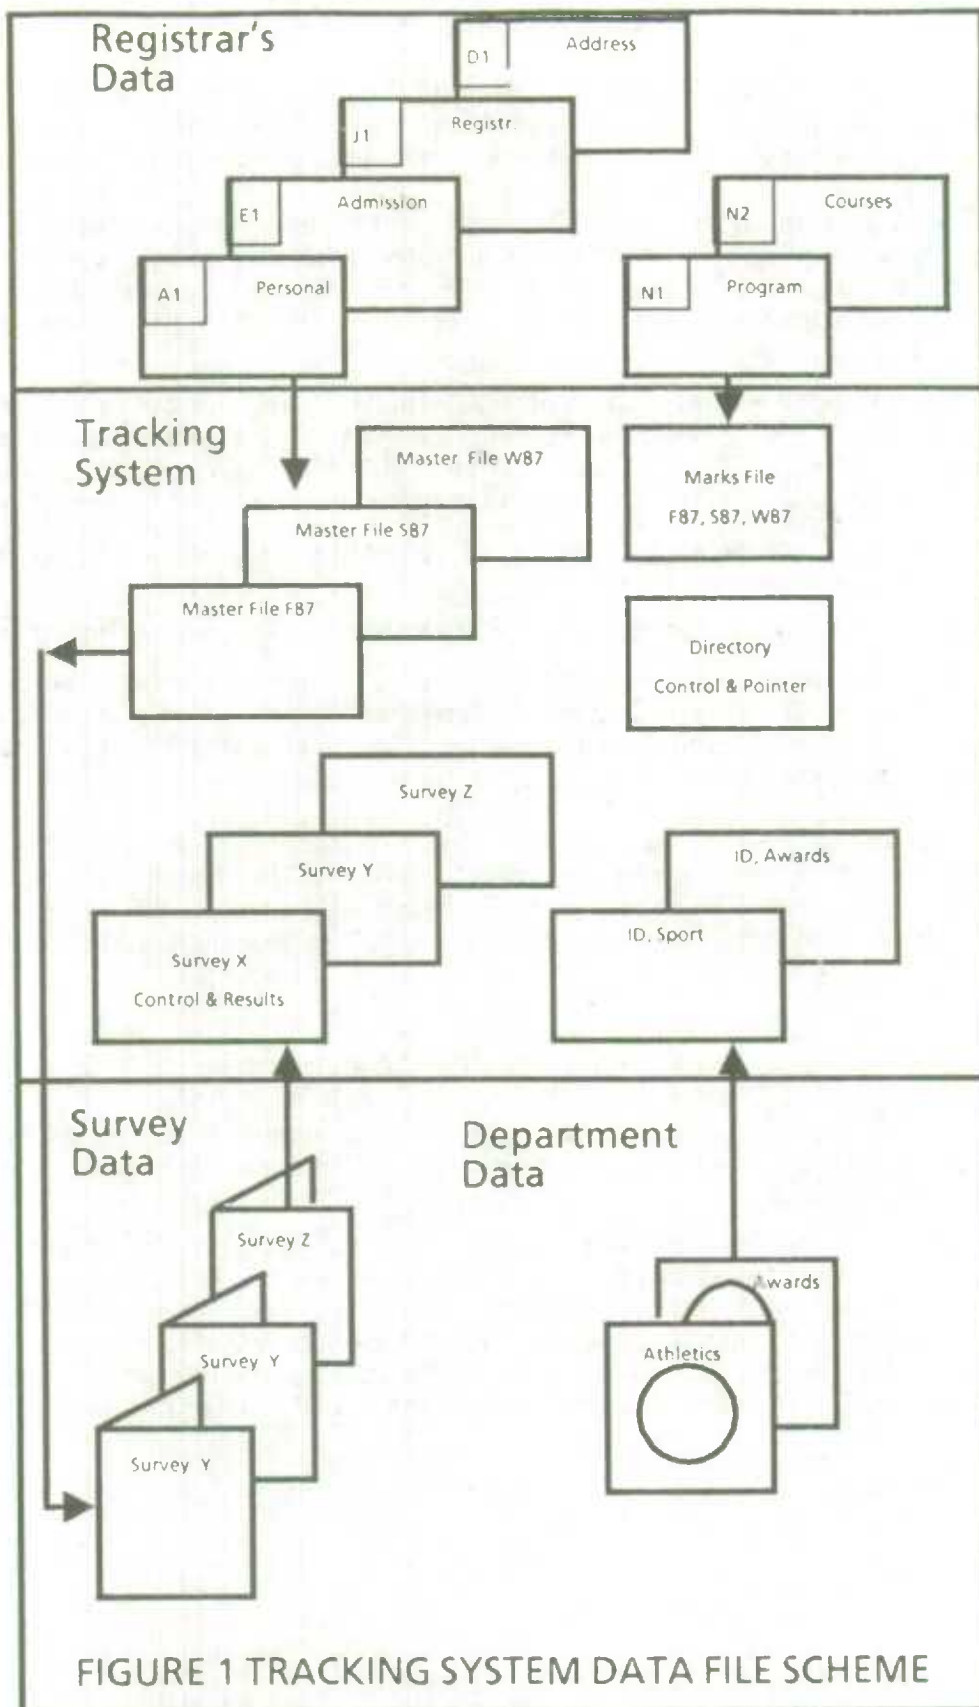 Registrar's
Data
D1
Address
J1
Registr.
E1
Admission
N2
Courses
A1
Personal
N1
Program
Tracking
System
Master File W87
Master File S87
Master File F87
Marks File
F87, S87, W87
Directory
Control & Pointer
Survey Z
Survey Y
Survey X
Control & Results
ID, Awards
ID, Sport
Survey
Data
Department
Data
Survey Z
Survey Y
Survey Y
Awards
Athletics
FIGURE 1 TRACKING SYSTEM DATA FILE SCHEME